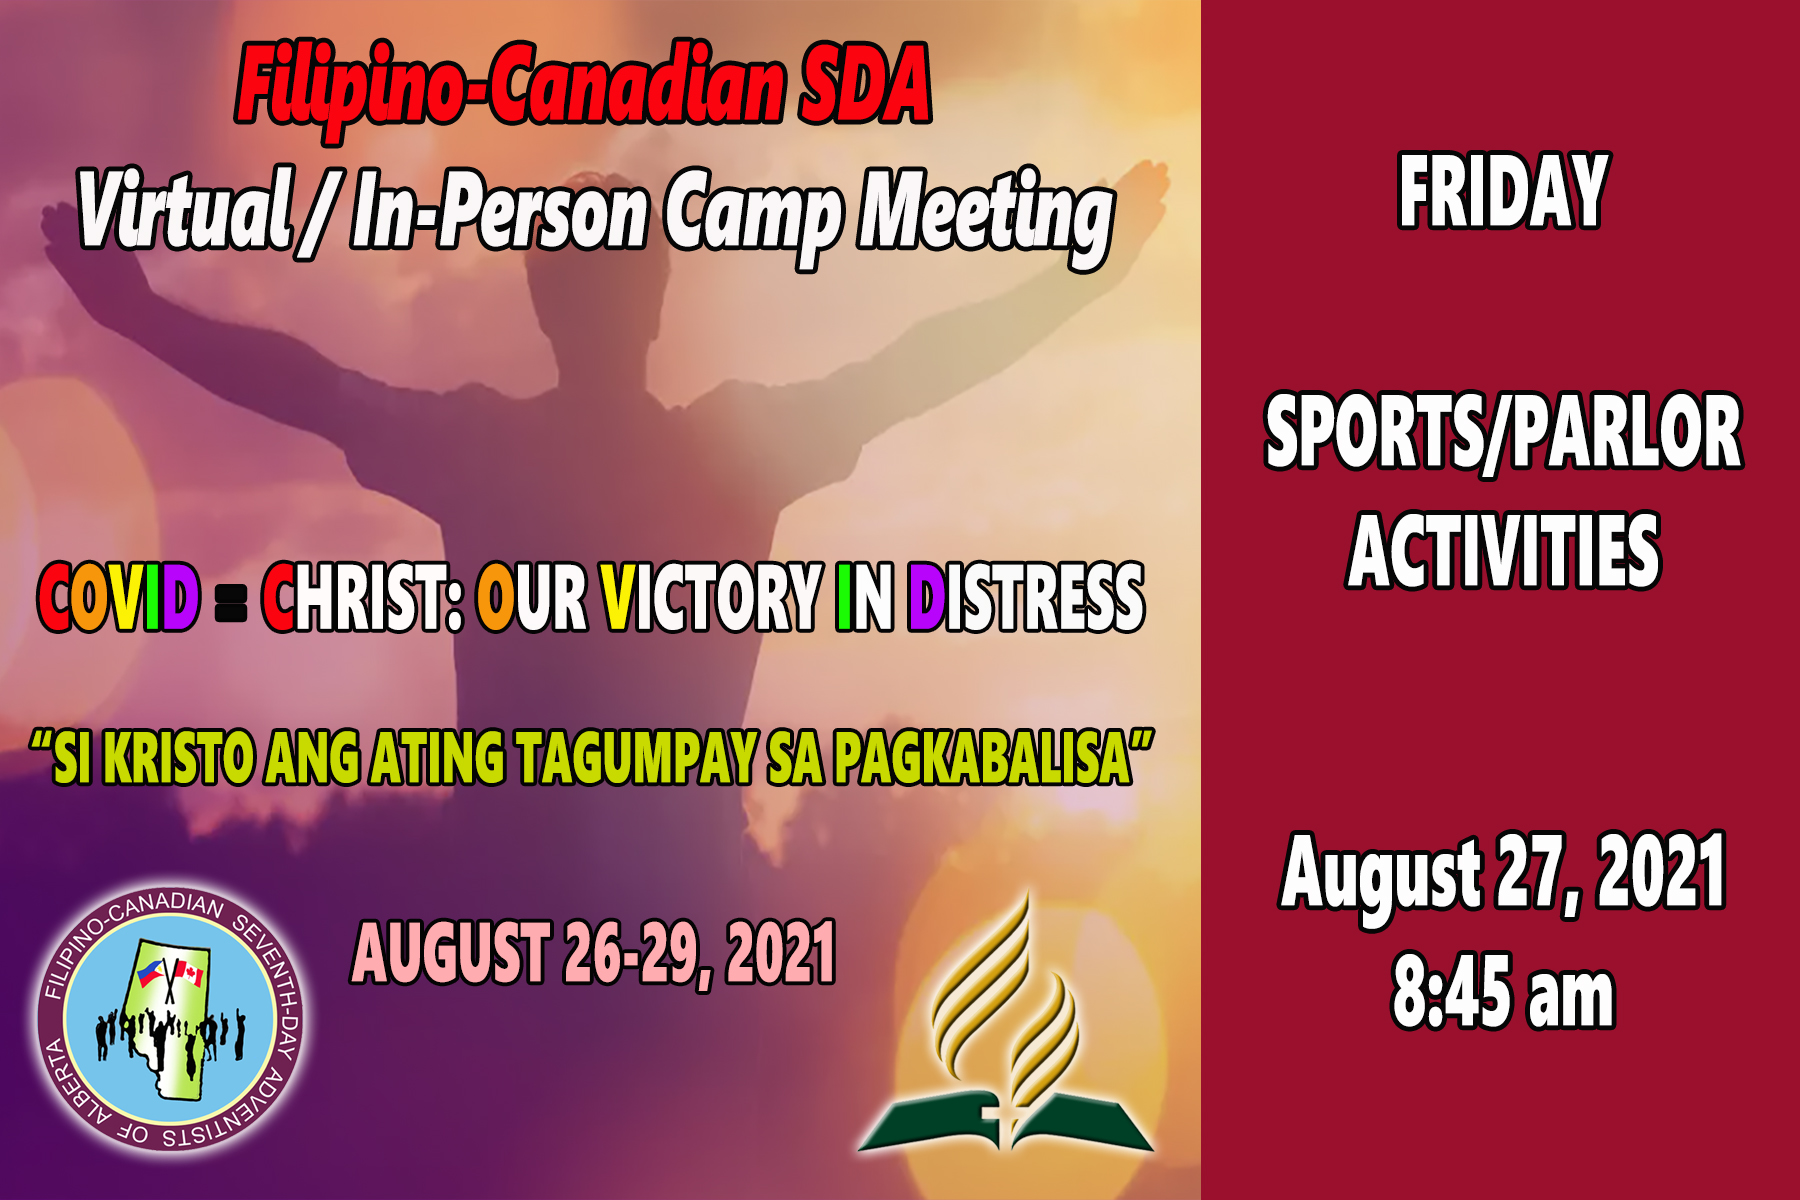 Filipino-Canadian SDA
Virtual / In-Person Camp Meeting
COVID = CHRIST: OUR VICTORY IN DISTRESS
“SI KRISTO ANG ATING TAGUMPAY SA PAGKABALISA”
AUGUST 26-29, 2021
FILIPINO-CANADIAN SEVENTH-DAY ADVENTISTS OF ALBERTA
FRIDAY
SPORTS/PARLOR
ACTIVITIES
August 27, 2021
8:45 am